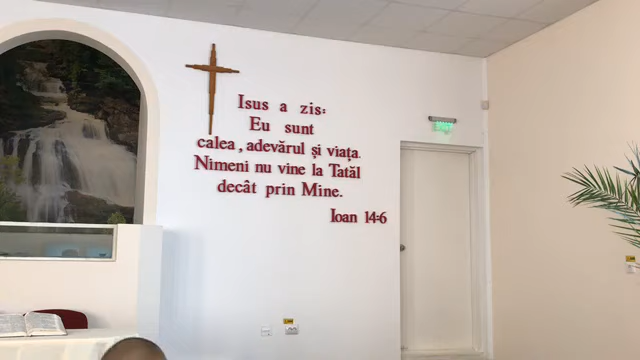 Isus a zis:
Eu sunt
calea, adevărul și viața.
Nimeni nu vine la Tatăl
decât prin Mine.
Ioan 14:6